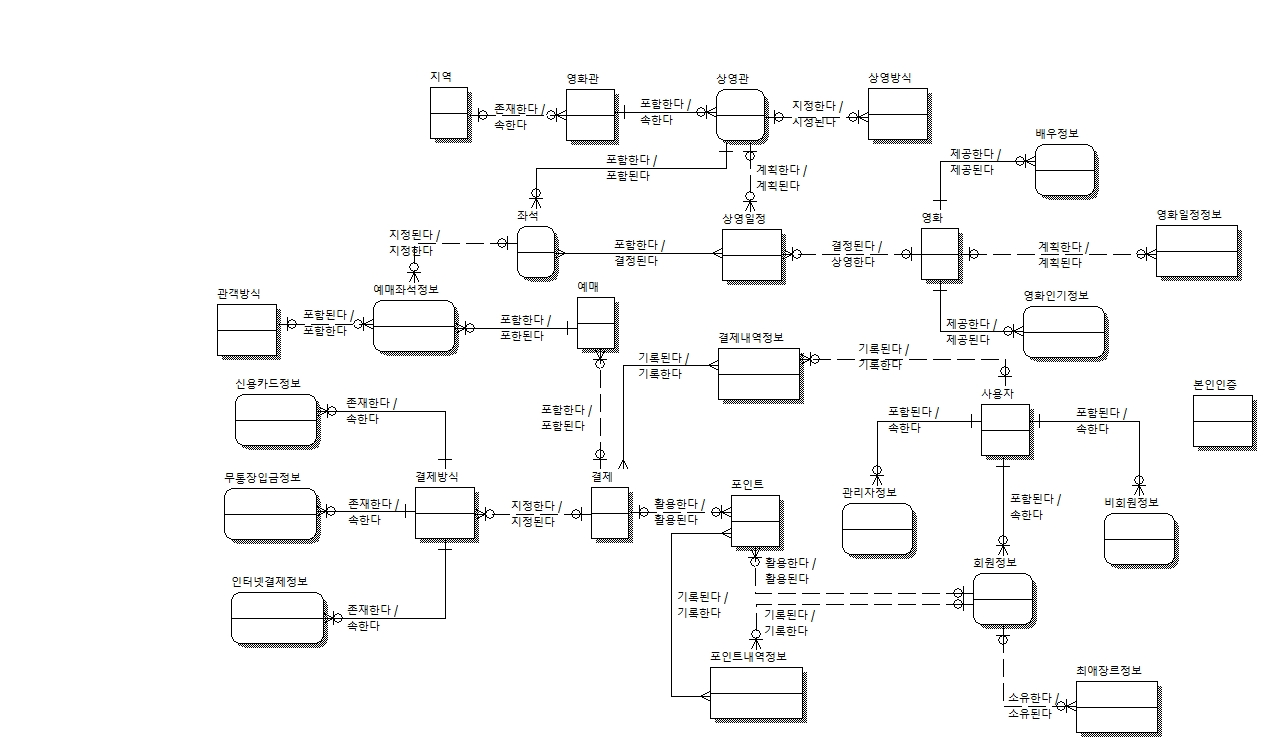 지역
영화관
상영관
상영방식
존재한다 /
속한다
포함한다 /
속한다
지정한다 /
지정된다
배우정보
제공한다 /
제공된다
포함한다 /
포함된다
계획한다 /
계획된다
좌석
상영일정
영화
영화일정정보
지정된다 /
지정한다
포함한다 /
결정된다
결정된다 /
상영한다
계획한다 /
계획된다
관객방식
예매좌석정보
예매
영화인기정보
포함된다 /
포함한다
포함한다 /
포한된다
제공한다 /
제공된다
결제내역정보
기록된다 /
기록한다
기록된다 /
기록한다
신용카드정보
사용자
본인인증
존재한다 /
속한다
포함한다 /
포함된다
포함된다 /
속한다
포함된다 /
속한다
무통장입금정보
결제방식
결제
포인트
관리자정보
비회원정보
존재한다 /
속한다
지정한다 /
지정된다
활용한다 /
활용된다
포함된다 /
속한다
활용한다 /
활용된다
회원정보
인터넷결제정보
존재한다 /
속한다
기록된다 /
기록한다
기록된다 /
기록한다
포인트내역정보
최애장르정보
소유한다 /
소유된다